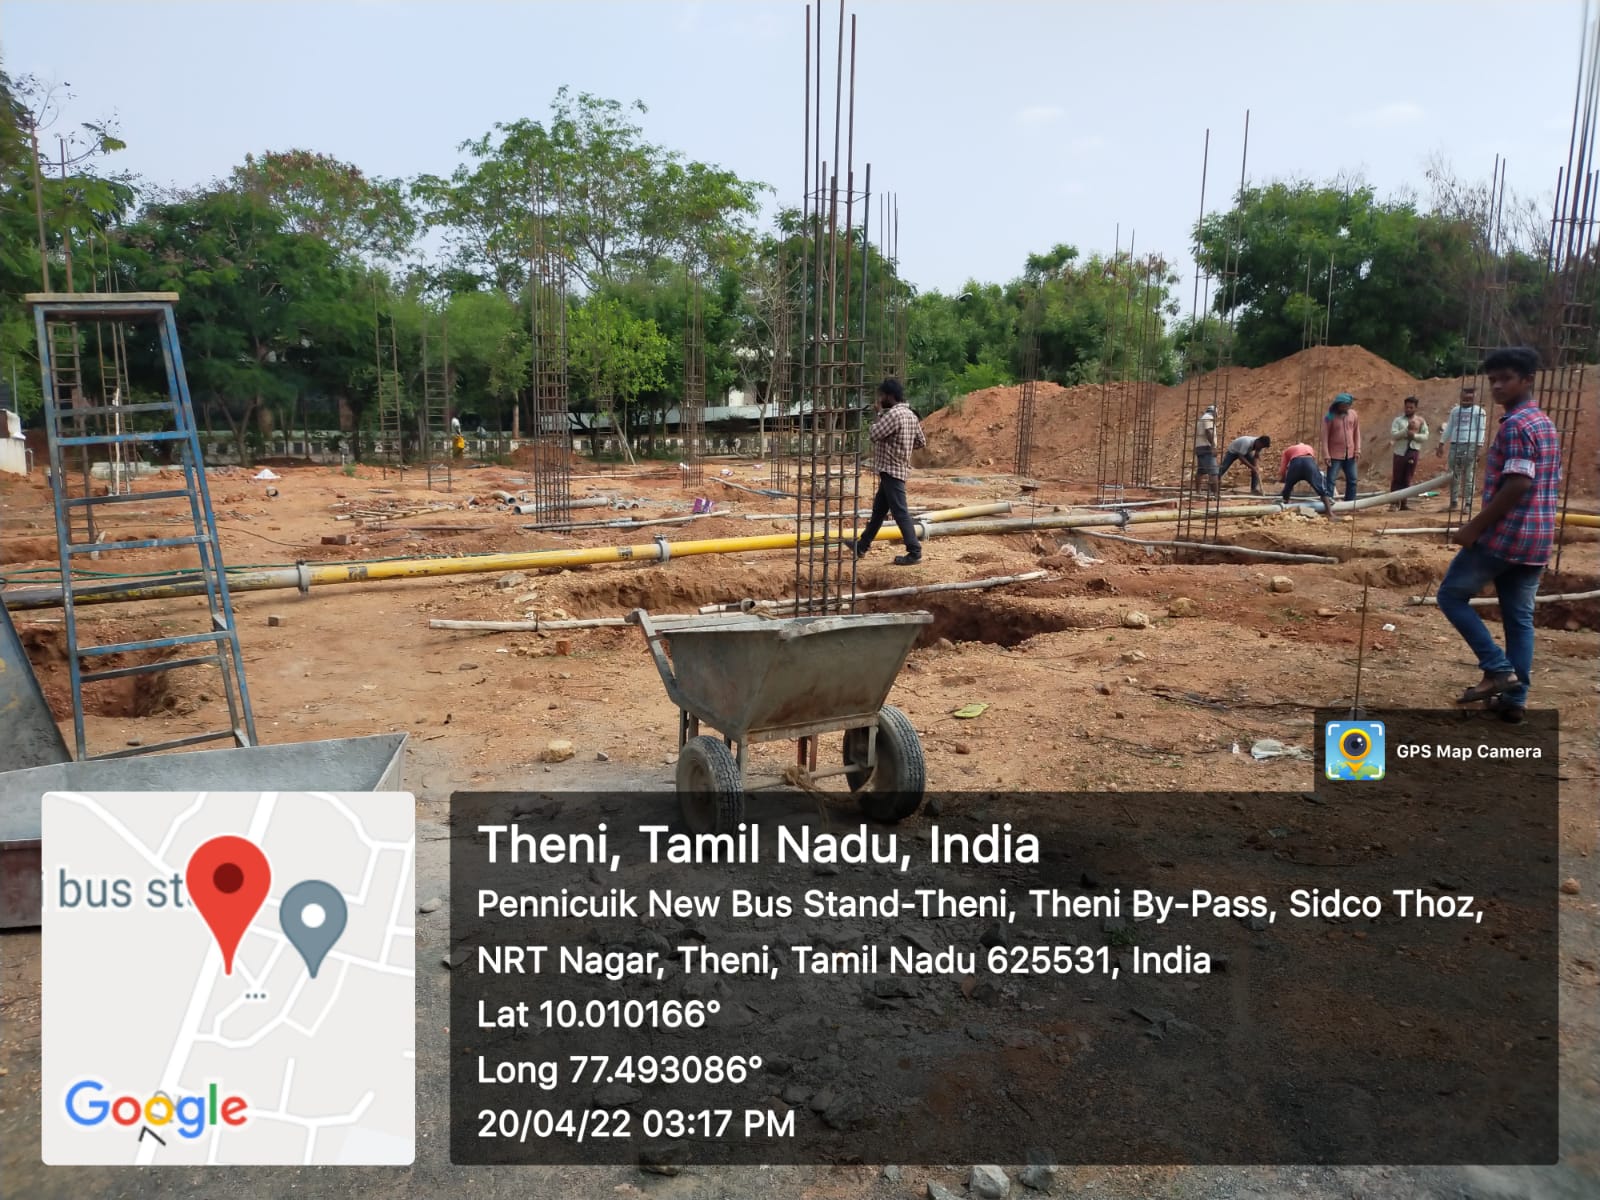 GPS Map Camera
Theni, Tamil Nadu, India
Pennicuik New Bus Stand-Theni, Theni By-Pass, Sidco Thoz,
NRT Nagar, Theni, Tamil Nadu 625531, India
Lat 10.010166°
Long 77.493086°
20/04/22 03:17 PM
bus st
Google